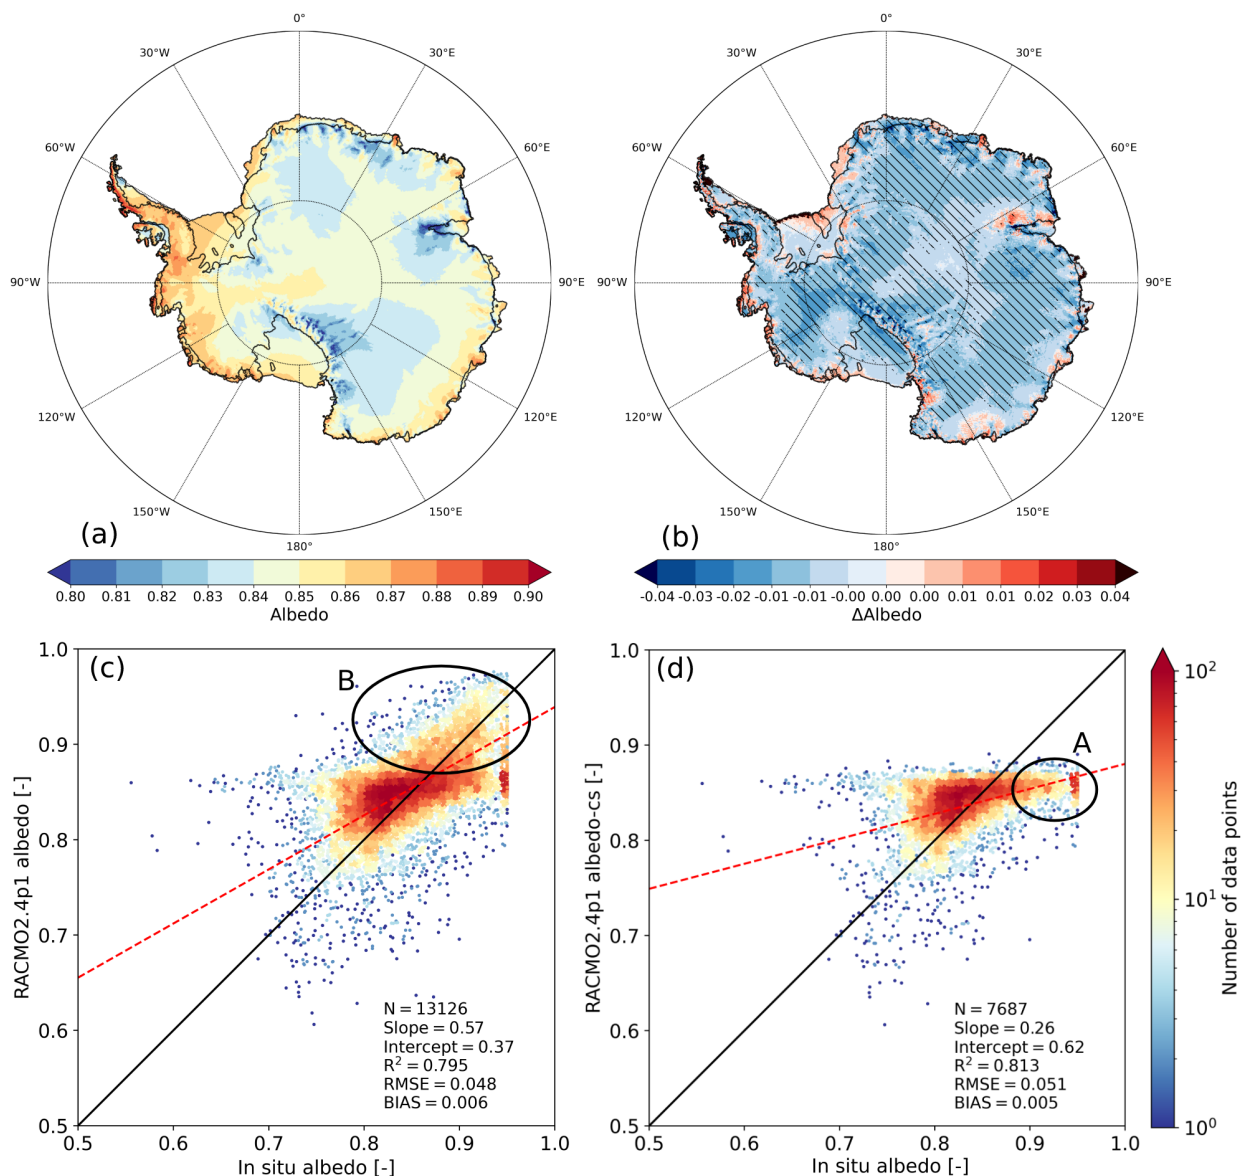 0°
30°W
30°E
60°W
60°E
90°W
90°E
120°W
120°E
150°W
150°E
180°
(a)
0.80 0.81 0.82 0.83 0.84 0.85 0.86 0.87 0.88 0.89 0.90
Albedo
0°
30°W
30°E
60°W
60°E
90°W
90°E
120°W
120°E
150°W
150°E
180°
(b)
-0.04 -0.03 -0.02 -0.01 -0.01 -0.00 0.00 0.01 0.01 0.02 0.03 0.04
ΔAlbedo
(c)
B
1.0
0.9
0.8
0.7
0.6
0.5
RACMO2.4p1 albedo [-]
N = 13126
Slope = 0.57
Intercept = 0.37
R² = 0.795
RMSE = 0.048
BIAS = 0.006
0.5 0.6 0.7 0.8 0.9 1.0
In situ albedo [-]
(d)
A
1.0
0.9
0.8
0.7
0.6
0.5
RACMO2.4p1 albedo-cs [-]
N = 7687
Slope = 0.26
Intercept = 0.62
R² = 0.813
RMSE = 0.051
BIAS = 0.005
0.5 0.6 0.7 0.8 0.9 1.0
In situ albedo [-]
10²
10¹
10⁰
Number of data points